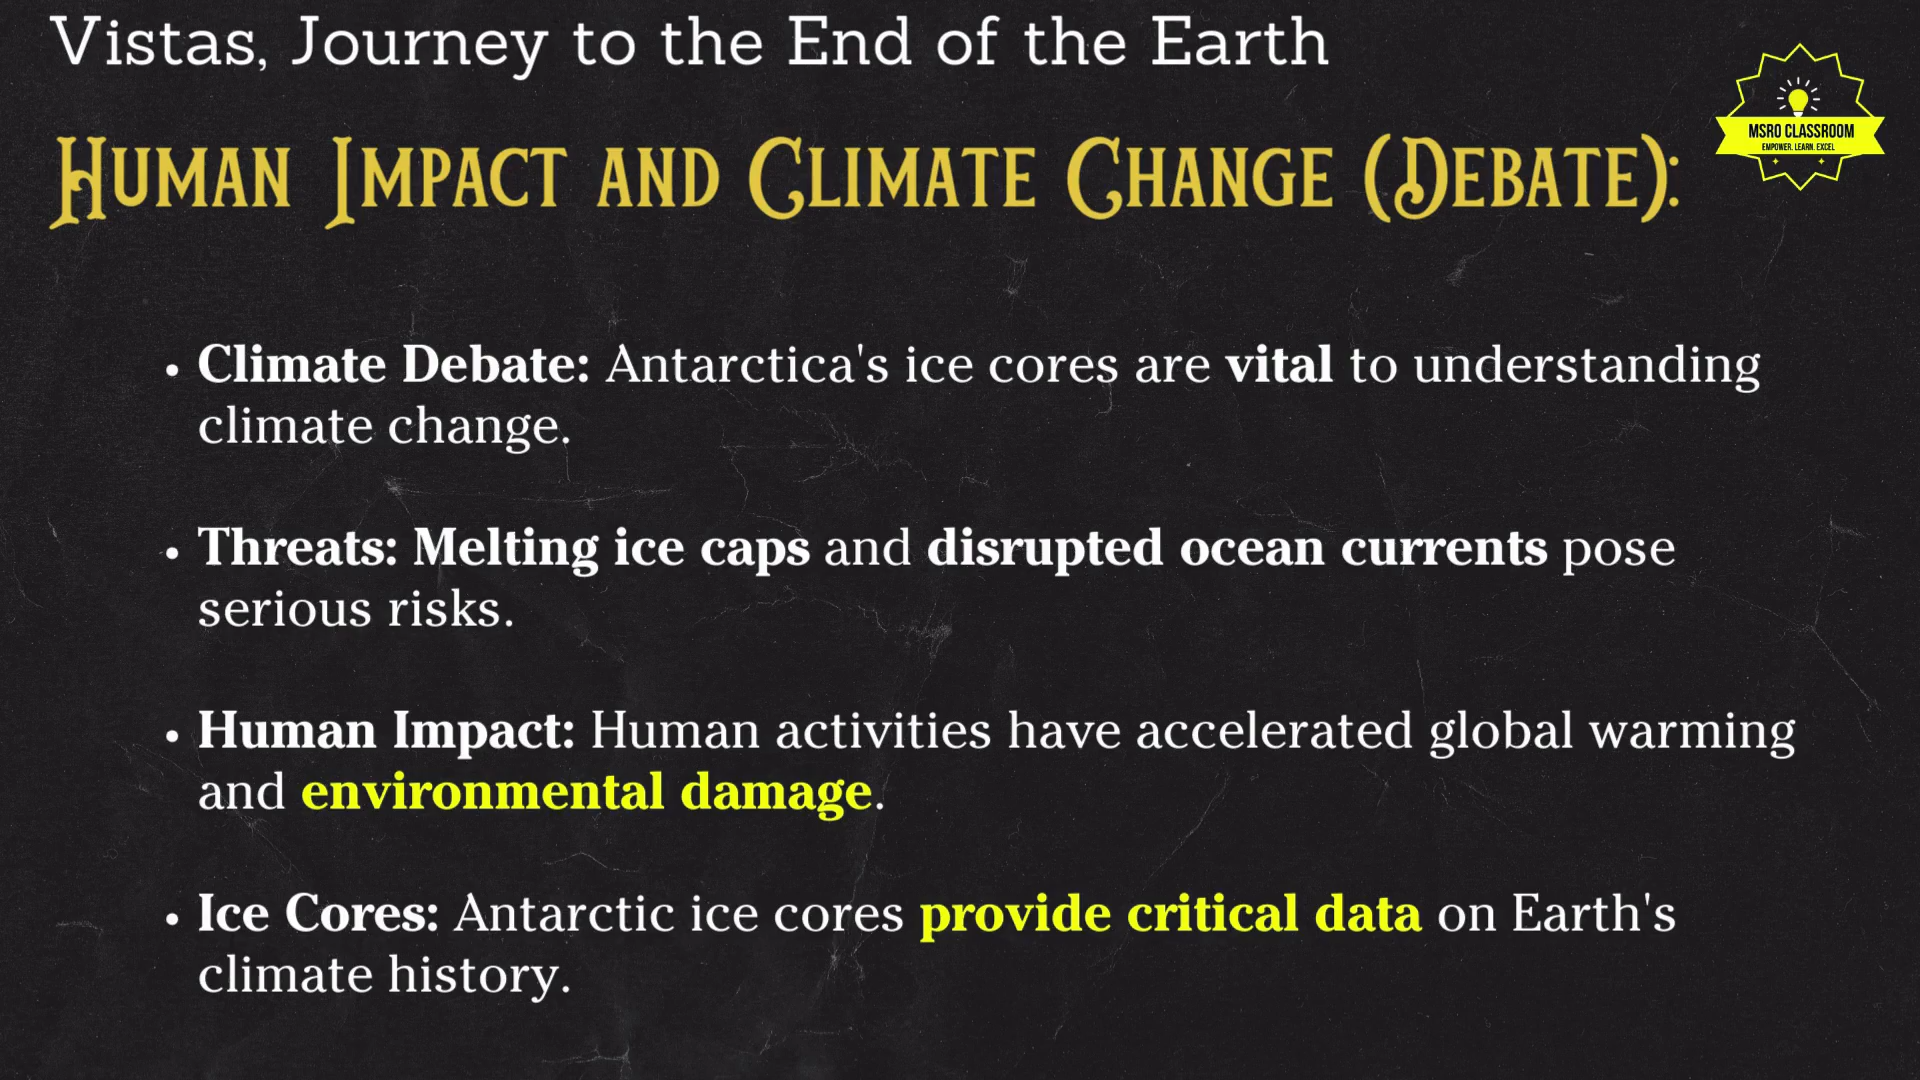 Vistas, Journey to the End of the Earth
Human Impact and Climate Change (Debate):
MSRO CLASSROOM
EMPOWER. LEARN. EXCEL
• Climate Debate: Antarctica's ice cores are vital to understanding
climate change.
• Threats: Melting ice caps and disrupted ocean currents pose
serious risks.
• Human Impact: Human activities have accelerated global warming
and environmental damage.
• Ice Cores: Antarctic ice cores provide critical data on Earth's
climate history.